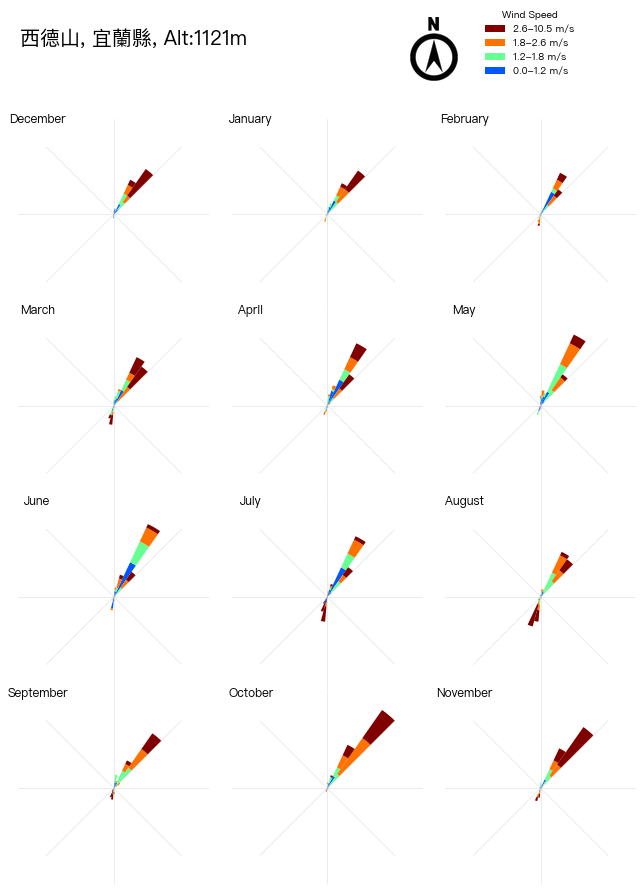 西德山, 宜蘭縣, Alt:1121m
N
Wind Speed
2.6–10.5 m/s
1.8–2.6 m/s
1.2–1.8 m/s
0.0–1.2 m/s
December
January
February
March
April
May
June
July
August
September
October
November